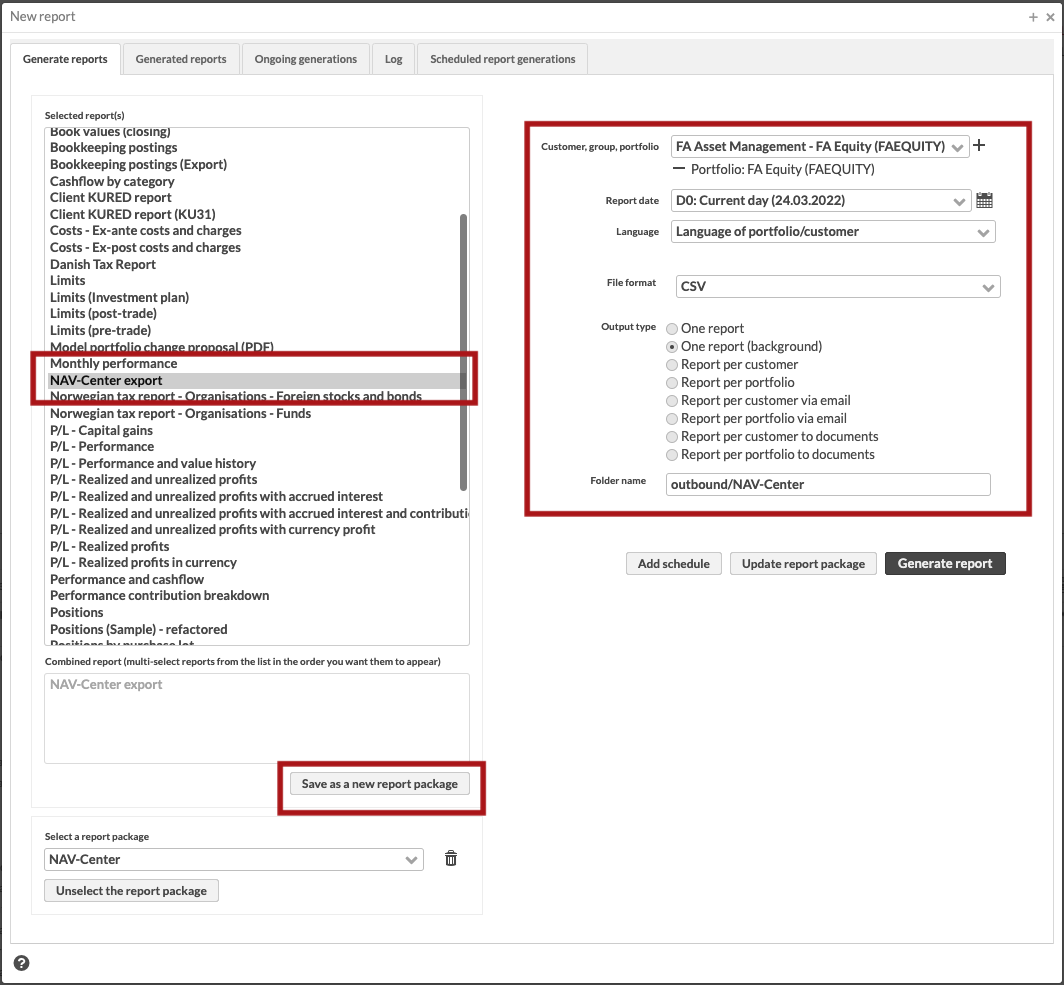 New report
Generate reports
Generated reports
Ongoing generations
Log
Scheduled report generations
Selected report(s)
Book values (closing)
Bookkeeping postings
Bookkeeping postings (Export)
Cashflow by category
Client KURED report
Client KURED report (KU31)
Costs - Ex-ante costs and charges
Costs - Ex-post costs and charges
Danish Tax Report
Limits
Limits (Investment plan)
Limits (post-trade)
Limits (pre-trade)
Model portfolio change proposal (PDF)
Monthly performance
NAV-Center export
Norwegian tax report - Organisations - Foreign stocks and bonds
Norwegian tax report - Organisations - Funds
P/L - Capital gains
P/L - Performance
P/L - Performance and value history
P/L - Realized and unrealized profits
P/L - Realized and unrealized profits with accrued interest
P/L - Realized and unrealized profits with accrued interest and contributi
P/L - Realized and unrealized profits with currency profit
P/L - Realized profits
P/L - Realized profits in currency
Performance and cashflow
Performance contribution breakdown
Positions
Positions (Sample) - refactored
Positions by purchase lot
Combined report (multi-select reports from the list in the order you want them to appear)
NAV-Center export
Save as a new report package
Select a report package
NAV-Center
Unselect the report package
Customer, group, portfolio
FA Asset Management - FA Equity (FAEQUITY)
Portfolio: FA Equity (FAEQUITY)
Report date
D0: Current day (24.03.2022)
Language
Language of portfolio/customer
File format
CSV
Output type
One report
One report (background)
Report per customer
Report per portfolio
Report per customer via email
Report per portfolio via email
Report per customer to documents
Report per portfolio to documents
Folder name
outbound/NAV-Center
Add schedule
Update report package
Generate report